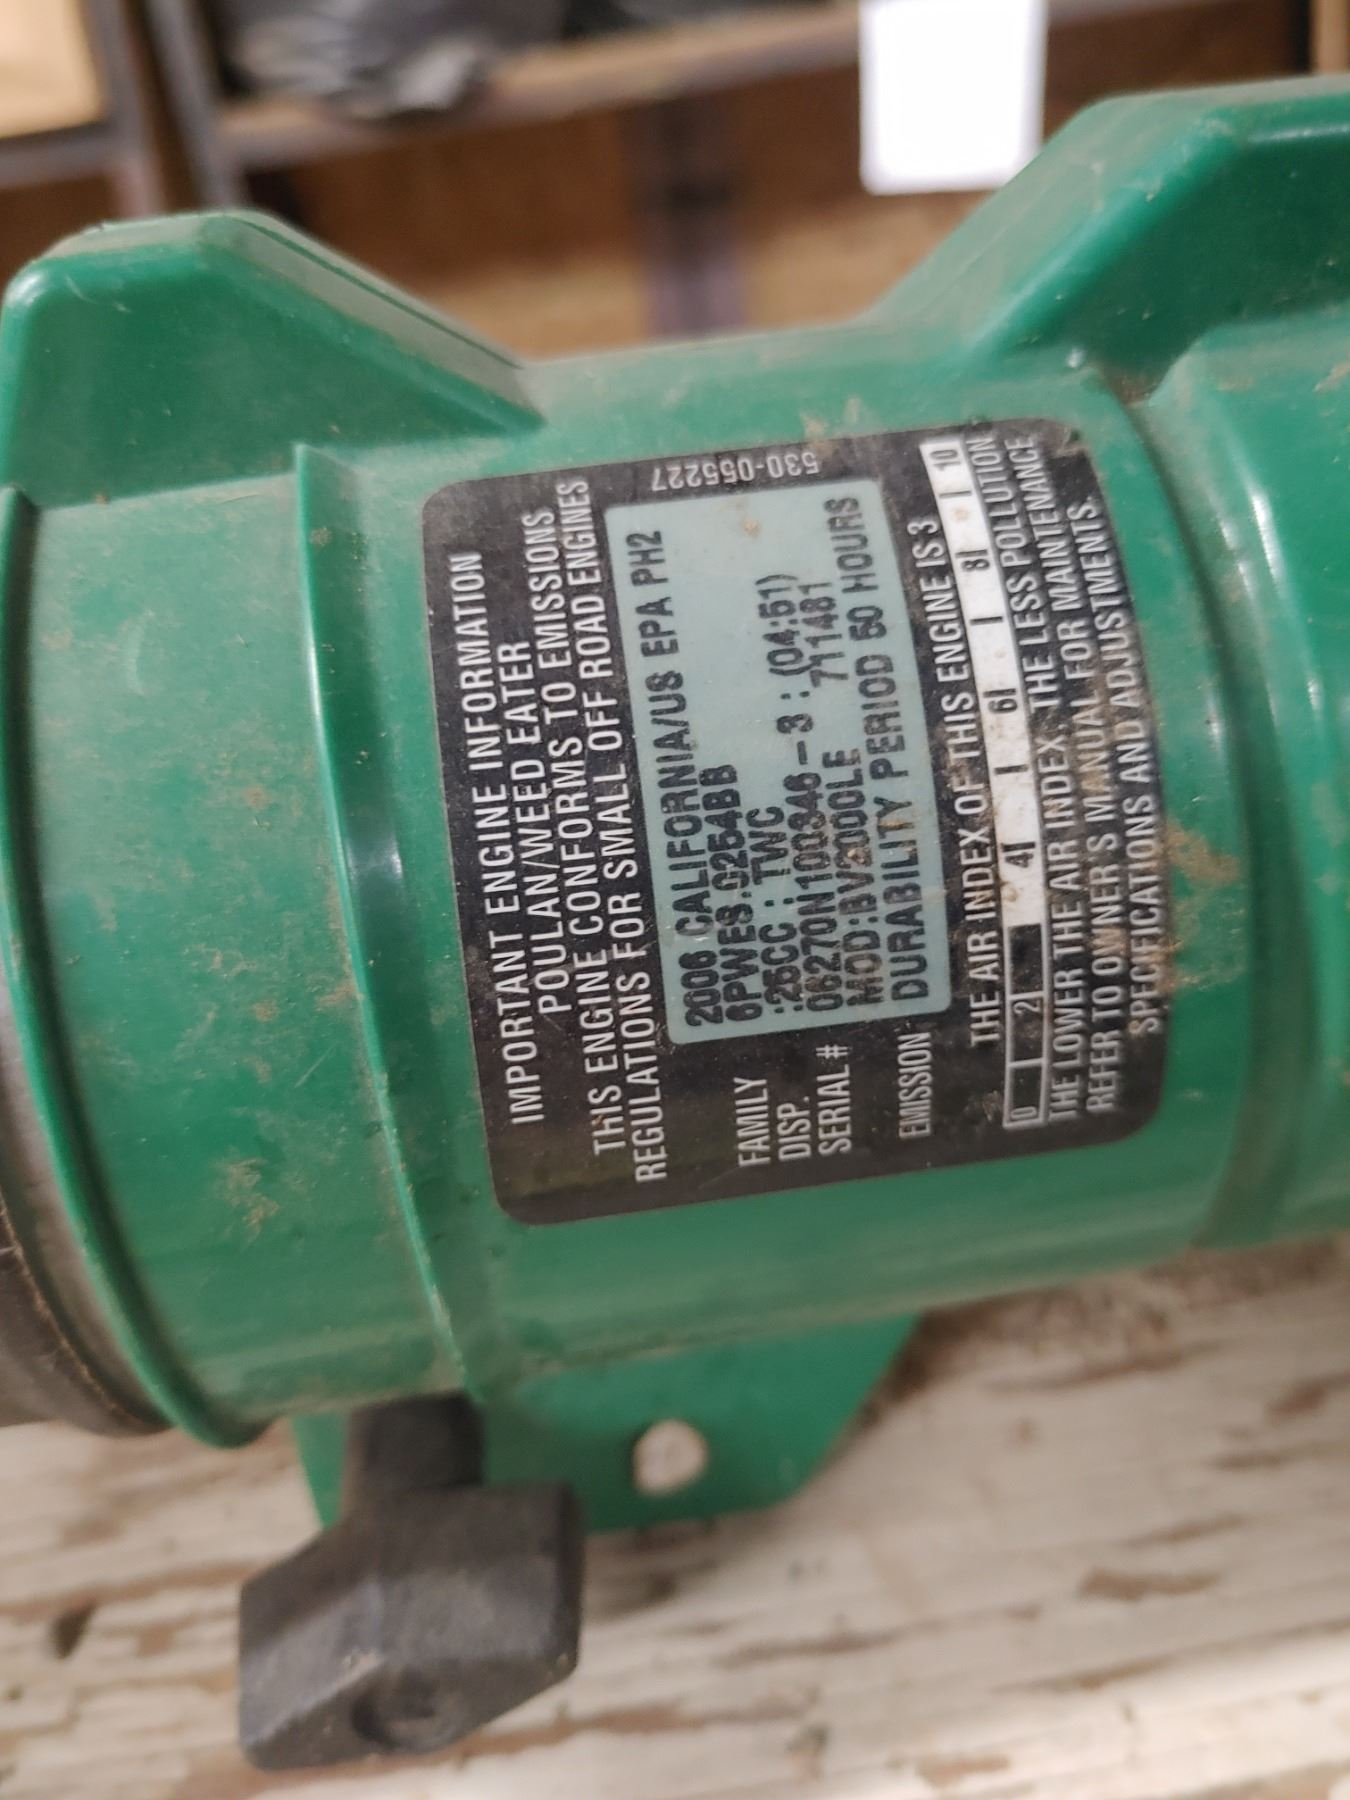 IMPORTANT ENGINE INFORMATION
POULAN/WEED EATER
THIS ENGINE CONFORMS TO EMISSIONS
REGULATIONS FOR SMALL OFF ROAD ENGINES
530-055227
2006 CALIFORNIA/US EPA PH2
FAMILY 6PWES.0254BB
DISP. :25CC : TWC
SERIAL # 06270N100346-3 : (04:51)
MOD:BV2000LE 711481
EMISSION DURABILITY PERIOD 50 HOURS
THE AIR INDEX OF THIS ENGINE IS 3
0 2 4 6 8 10
THE LOWER THE AIR INDEX, THE LESS POLLUTION
REFER TO OWNER'S MANUAL FOR MAINTENANCE
SPECIFICATIONS AND ADJUSTMENTS.